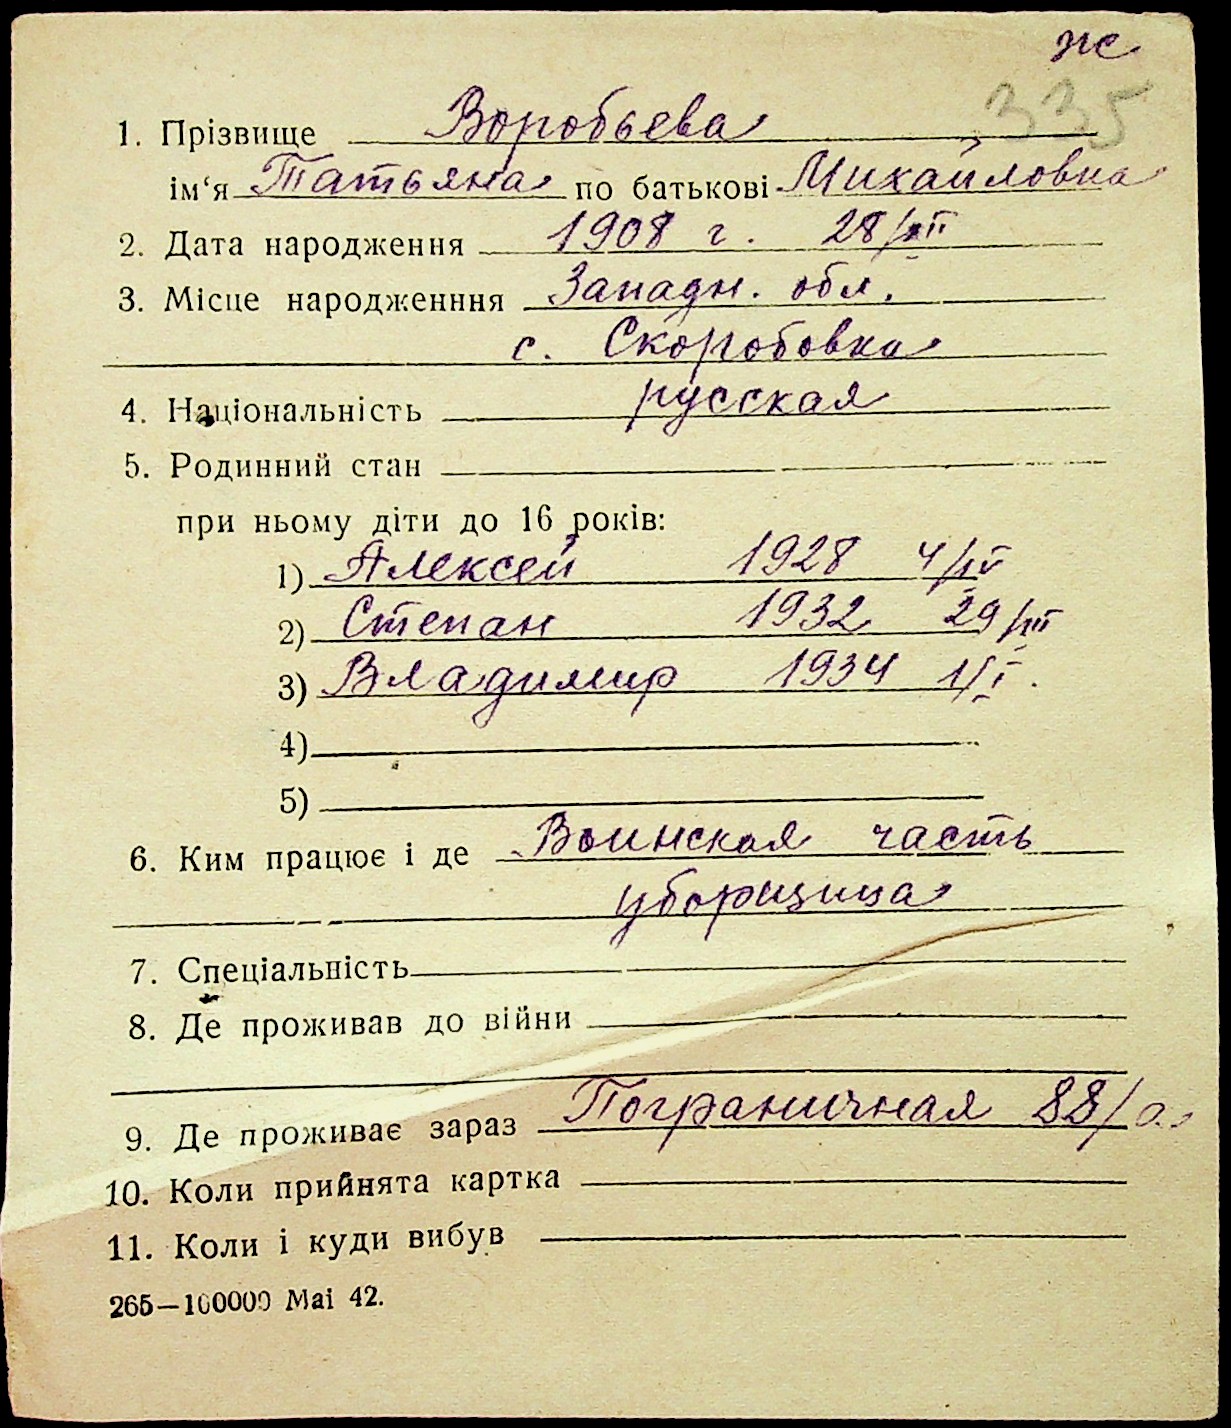 ж
335
1. Прізвище Воробьева
ім‘я Татьяна по батькові Михайловна
2. Дата народження 1908 г. 28/XII
3. Місце народженння Западн. обл.
с. Скоробовка
4. Національність русская
5. Родинний стан
при ньому діти до 16 років:
1) Алексей 1928 4/IV
2) Степан 1932 29/XII
3) Владимир 1934 1/I.
4)
5)
6. Ким працює і де Воинская часть
уборщица
7. Спеціальність
8. Де проживав до війни
9. Де проживає зараз Пограничная 88/а.
10. Коли прийнята картка
11. Коли і куди вибув
265—100000 Mai 42.